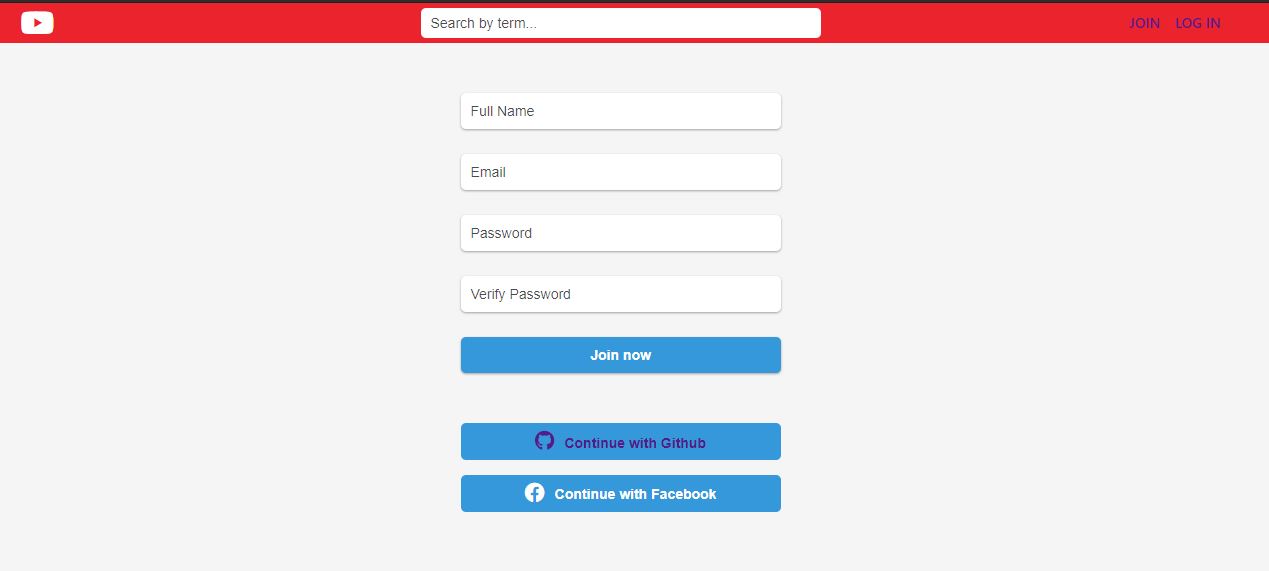 Search by term...
JOIN LOG IN
Full Name
Email
Password
Verify Password
Join now
Continue with Github
Continue with Facebook